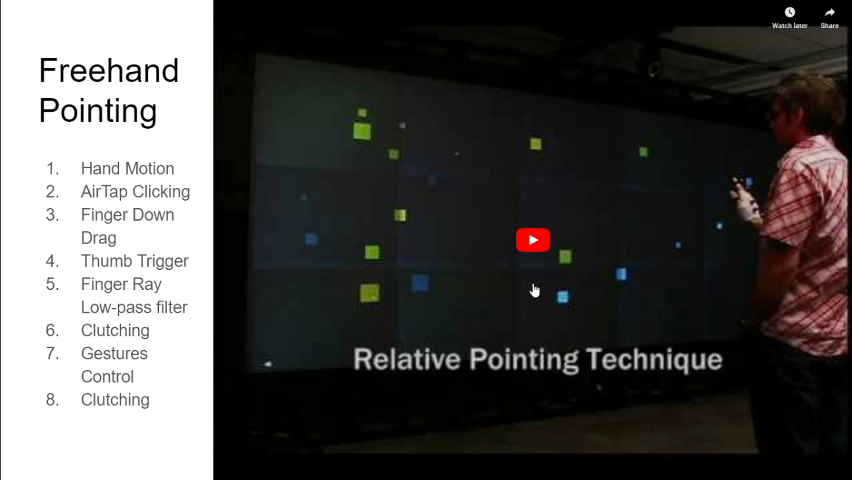 Freehand
Pointing
1. Hand Motion
2. AirTap Clicking
3. Finger Down
Drag
4. Thumb Trigger
5. Finger Ray
Low-pass filter
6. Clutching
7. Gestures
Control
8. Clutching
Watch later
Share
Relative Pointing Technique